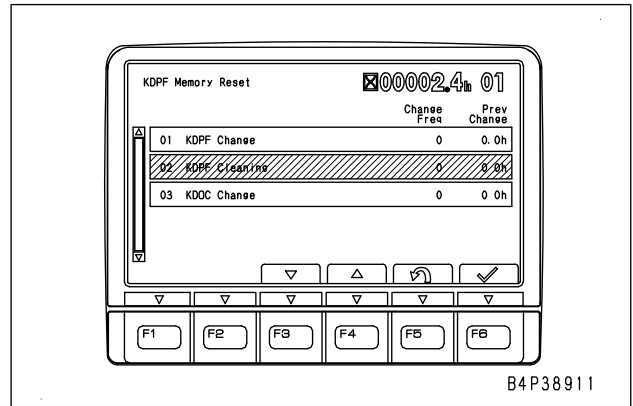 KDPF Memory Reset 00002.4h 01
Change Freq Prev Change
01 KDPF Change 0 0.0h
02 KDPF Cleaning 0 0 0h
03 KDOC Change 0 0 0h
F1 F2 F3 F4 F5 F6
B4P38911